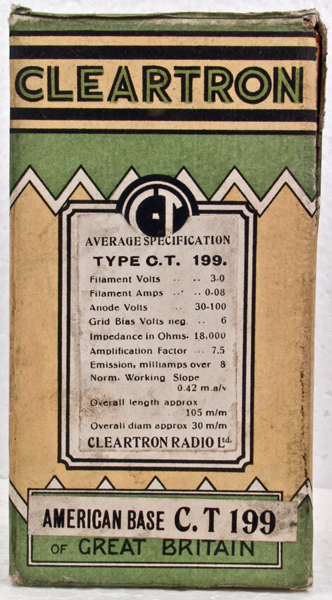 CLEARTRON
C.T
AVERAGE SPECIFICATION
TYPE C.T. 199.
Filament Volts .. .. 3·0
Filament Amps .. .. 0·08
Anode Volts 30-100
Grid Bias Volts neg. .. 6
Impedance in Ohms. 18,000
Amplification Factor .. 7.5
Emission, milliamps over 8
Norm. Working Slope
0.42 m.a/v
Overall length approx
.. 105 m/m
Overall diam approx 30 m/m
CLEARTRON RADIO Ltd.
AMERICAN BASE C.T 199
OF GREAT BRITAIN